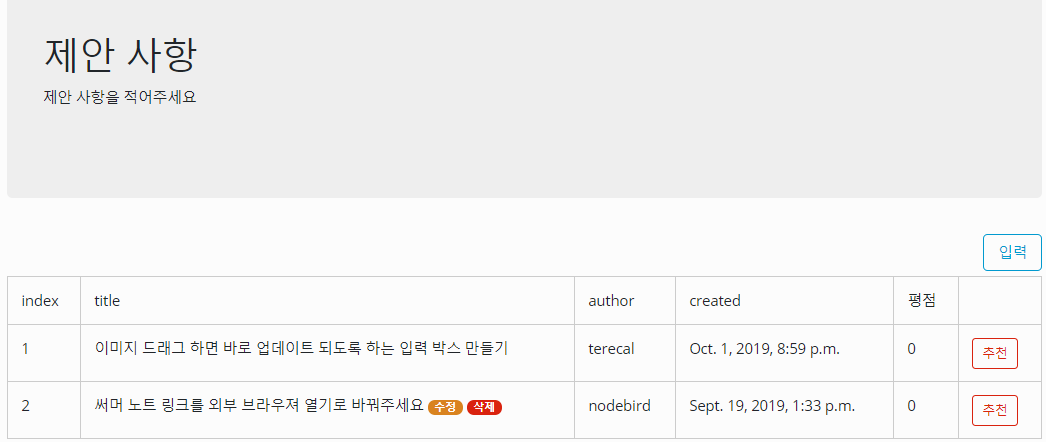 제안 사항
제안 사항을 적어주세요
입력
index title author created 평점
1 이미지 드래그 하면 바로 업데이트 되도록 하는 입력 박스 만들기 terecal Oct. 1, 2019, 8:59 p.m. 0 추천
2 써머 노트 링크를 외부 브라우져 열기로 바꿔주세요 수정 삭제 nodebird Sept. 19, 2019, 1:33 p.m. 0 추천